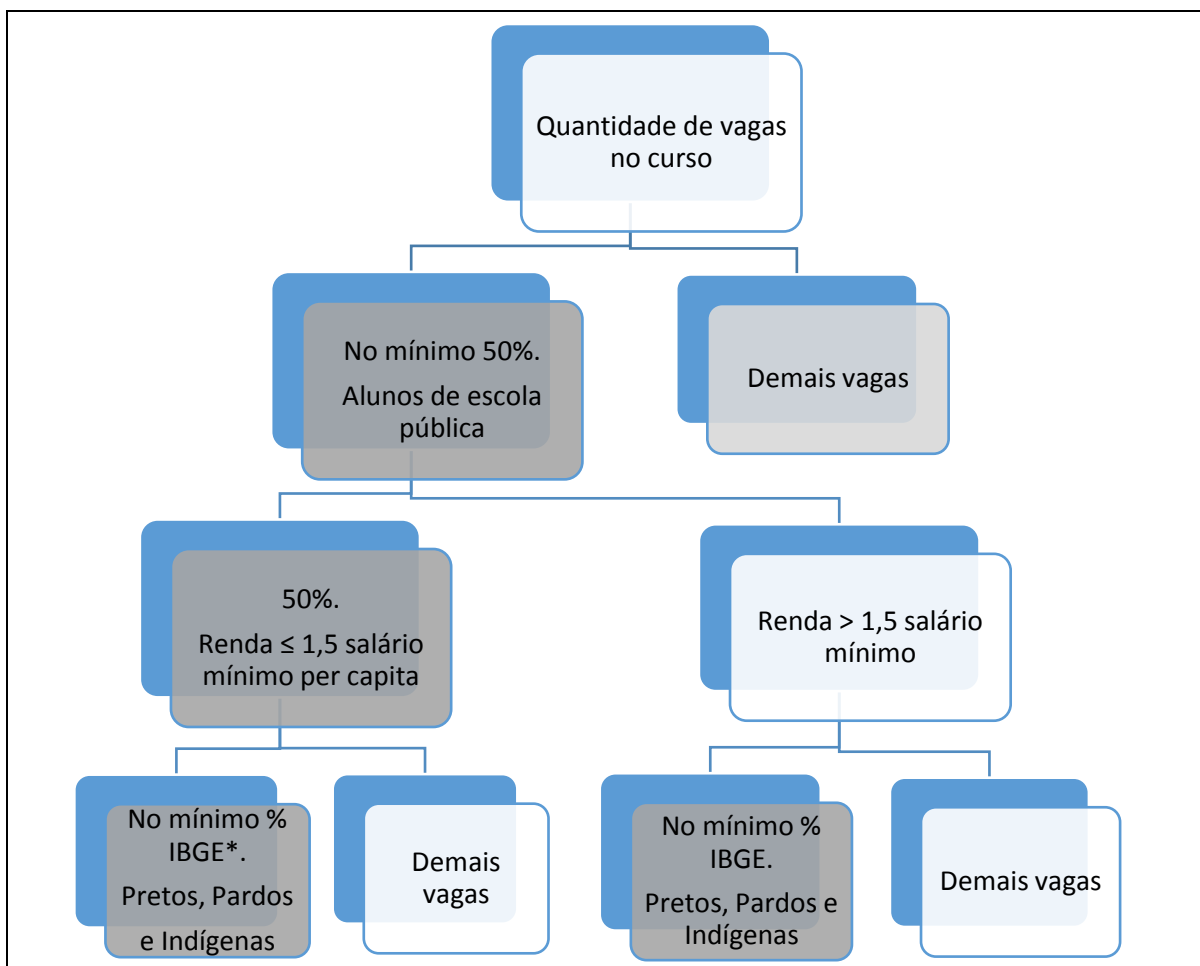 Quantidade de vagas
no curso
No mínimo 50%.
Alunos de escola
pública
Demais vagas
50%.
Renda ≤ 1,5 salário
mínimo per capita
Renda > 1,5 salário
mínimo
No mínimo %
IBGE*.
Pretos, Pardos
e Indígenas
Demais
vagas
No mínimo %
IBGE.
Pretos, Pardos e
Indígenas
Demais vagas